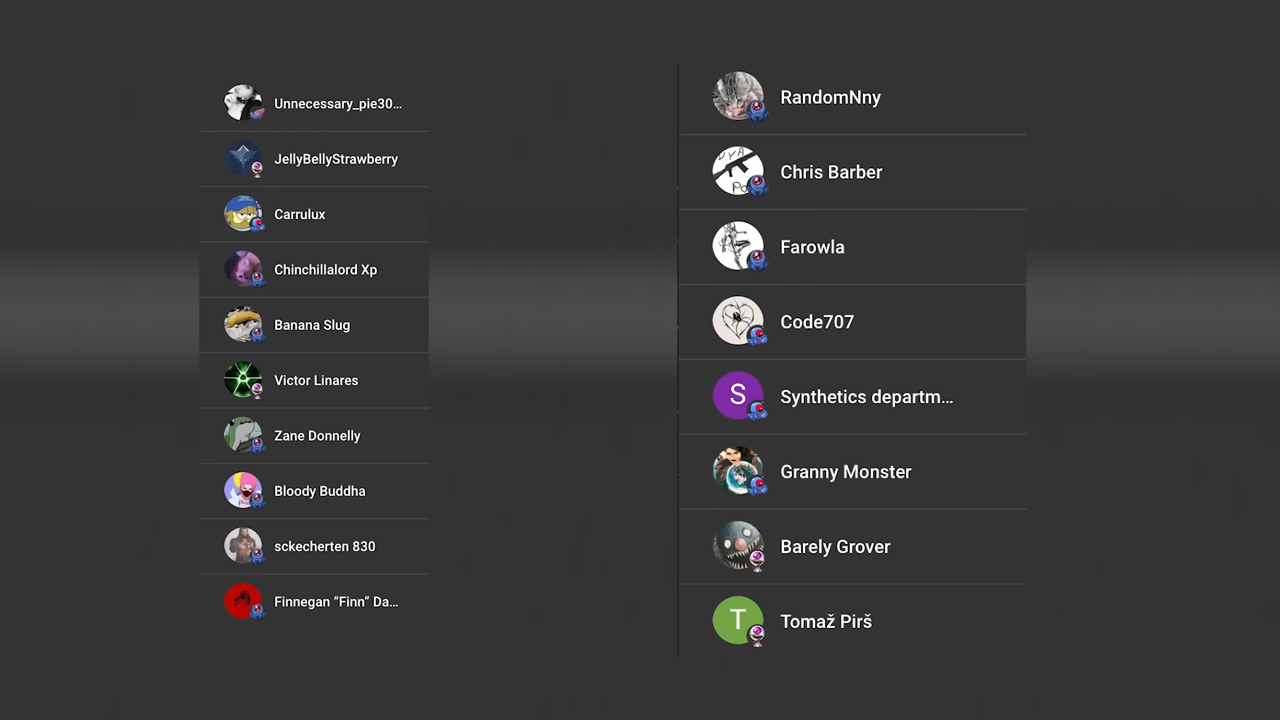 Unnecessary_pie30...
JellyBellyStrawberry
Carrulux
Chinchillalord Xp
Banana Slug
Victor Linares
Zane Donnelly
Bloody Buddha
sckecherten 830
Finnegan “Finn” Da...
RandomNny
Chris Barber
Farowla
Code707
S
Synthetics departm...
Granny Monster
Barely Grover
T
Tomaž Pirš